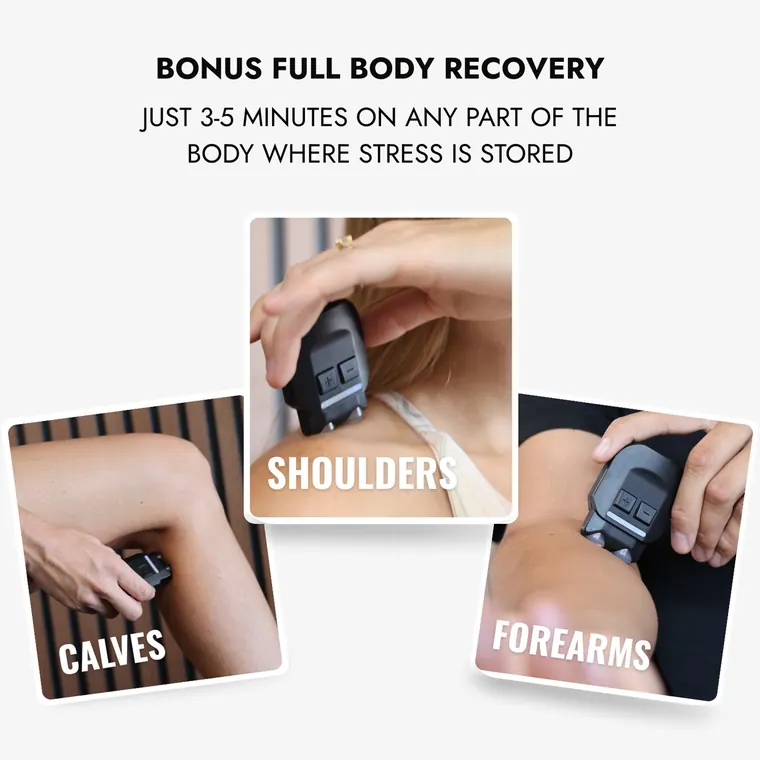 BONUS FULL BODY RECOVERY
JUST 3-5 MINUTES ON ANY PART OF THE
BODY WHERE STRESS IS STORED
SHOULDERS
CALVES
FOREARMS